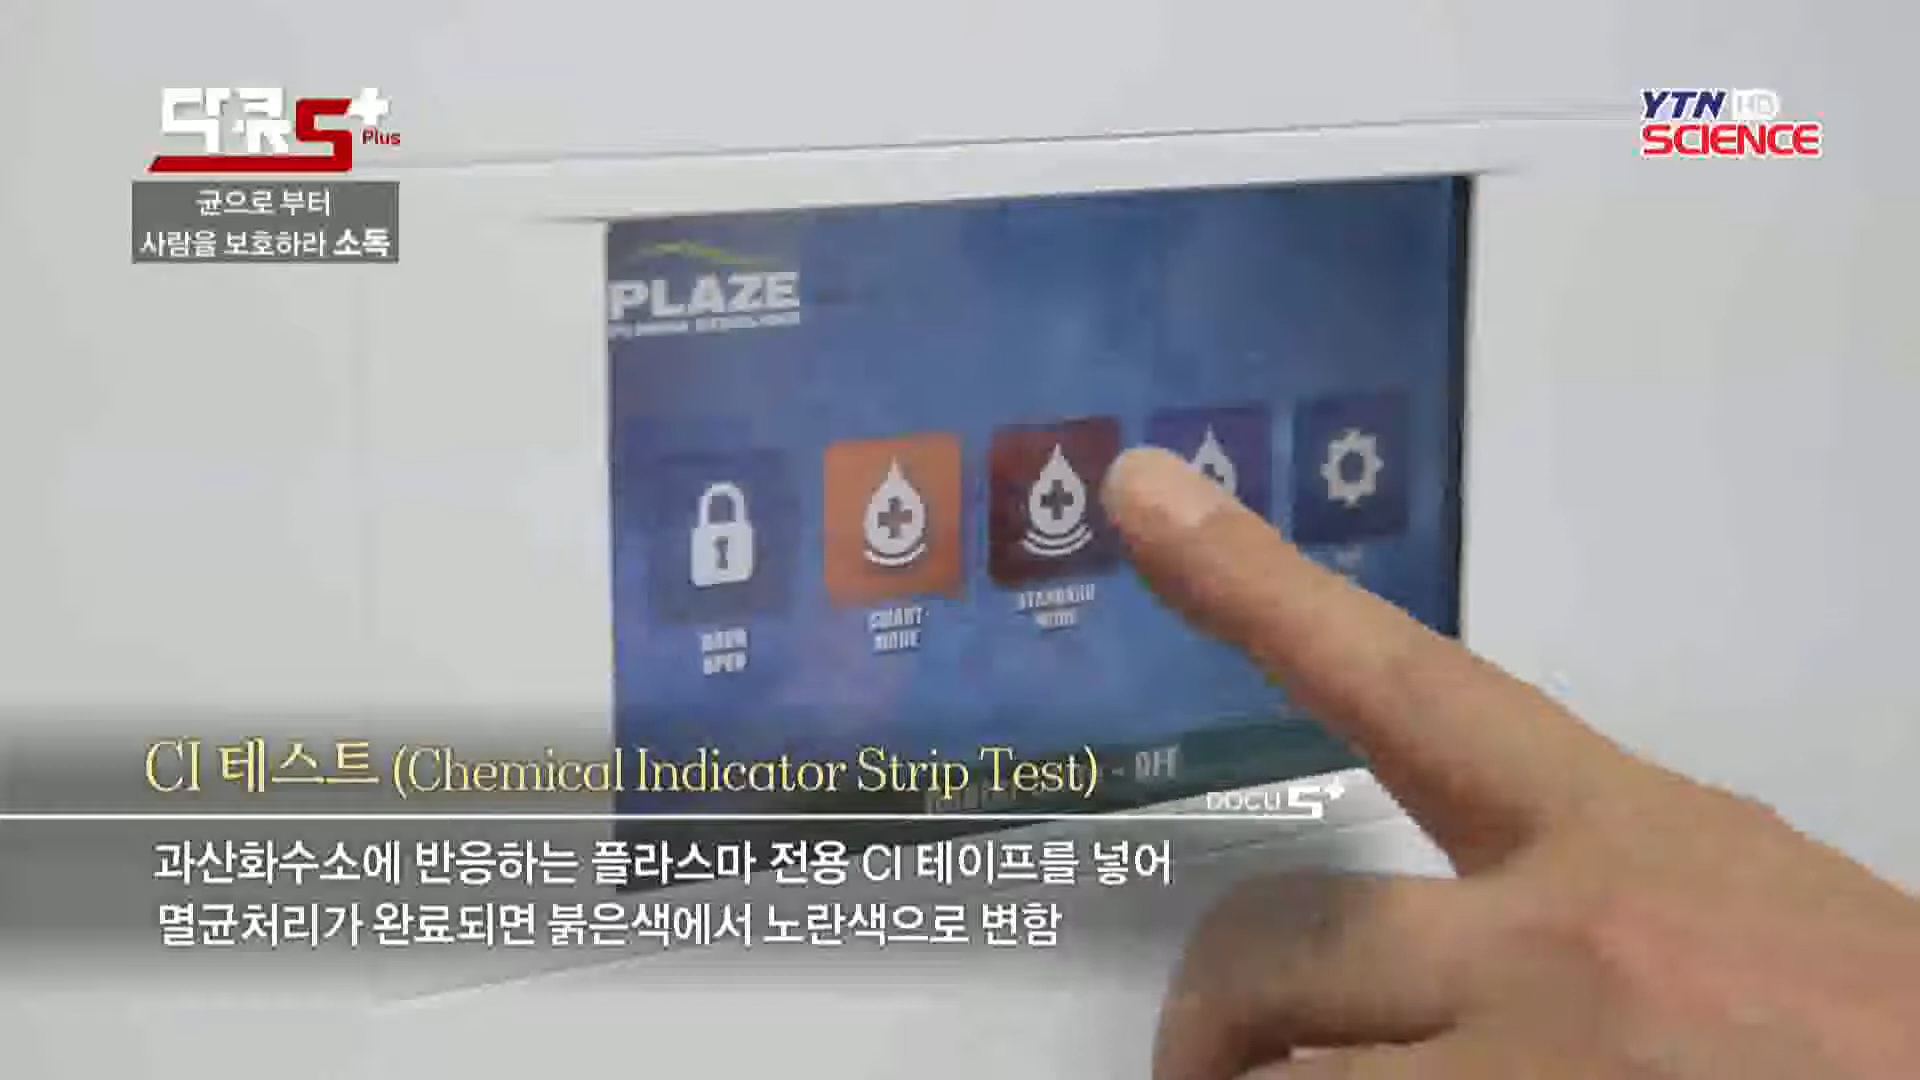 다큐S+
Plus
균으로 부터
사람을 보호하라 소독
YTN HD
SCIENCE
PLAZE
DOOR
OPEN
SMART
MODE
STANDARD
MODE
CI 테스트 (Chemical Indicator Strip Test)
DOCU S+
과산화수소에 반응하는 플라스마 전용 CI 테이프를 넣어
멸균처리가 완료되면 붉은색에서 노란색으로 변함